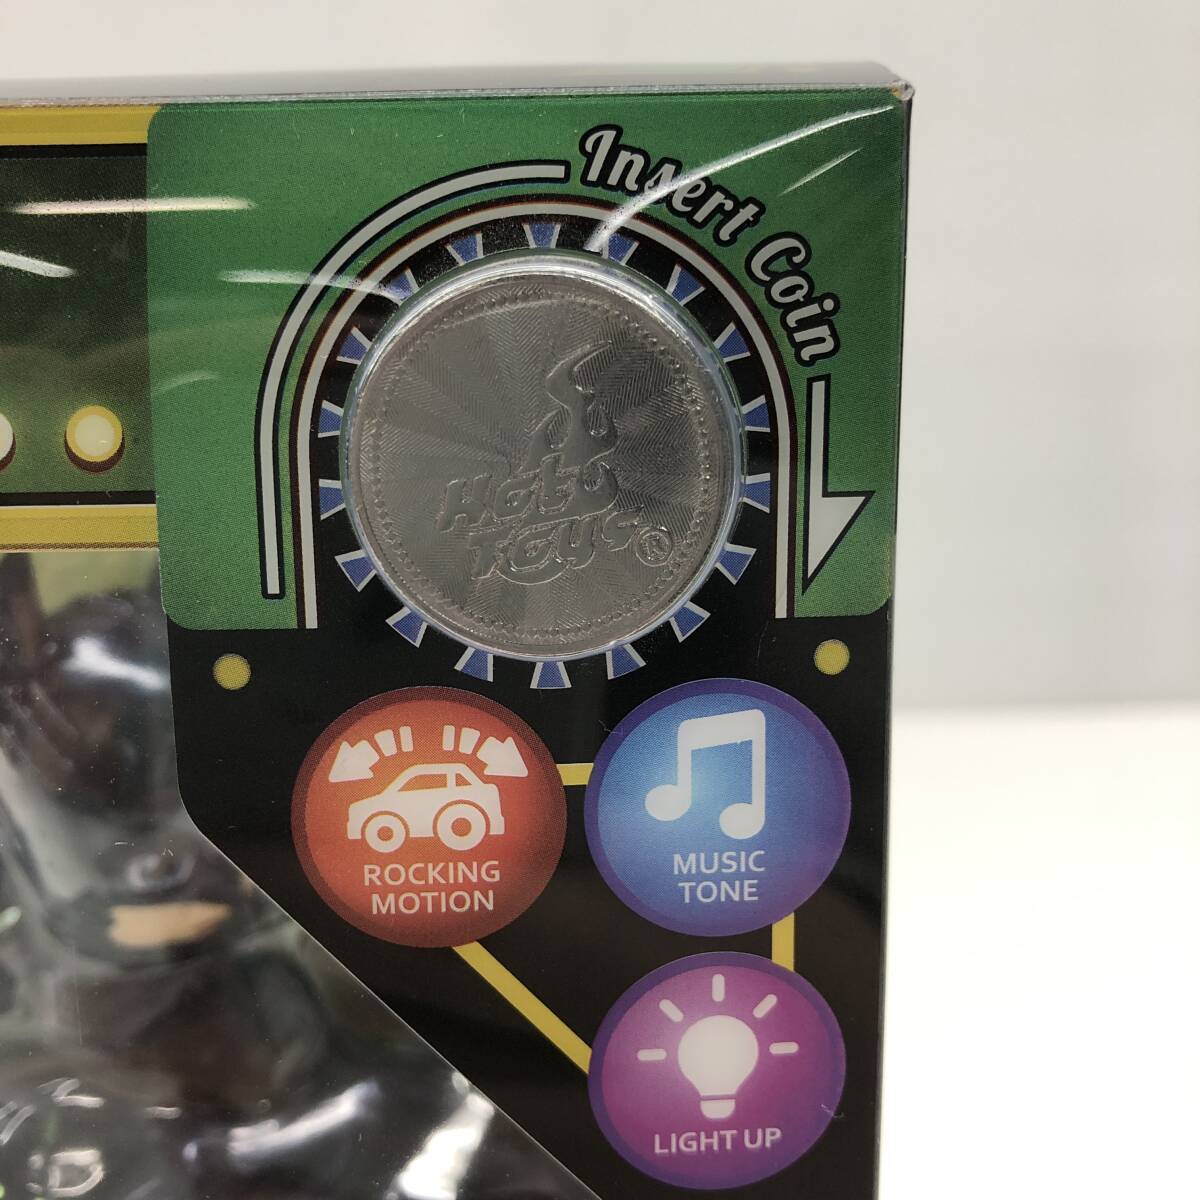 Insert Coin
Hot
TOYS®
ROCKING
MOTION
MUSIC
TONE
LIGHT UP